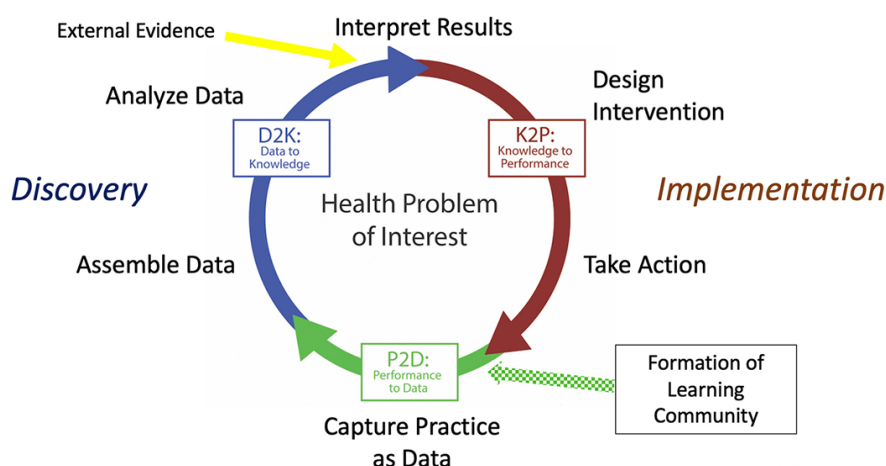 External Evidence
Interpret Results
Analyze Data
Design
Intervention
D2K:
Data to
Knowledge
K2P:
Knowledge to
Performance
Discovery
Health Problem
of Interest
Implementation
Assemble Data
Take Action
P2D:
Performance
to Data
Formation of
Learning
Community
Capture Practice
as Data